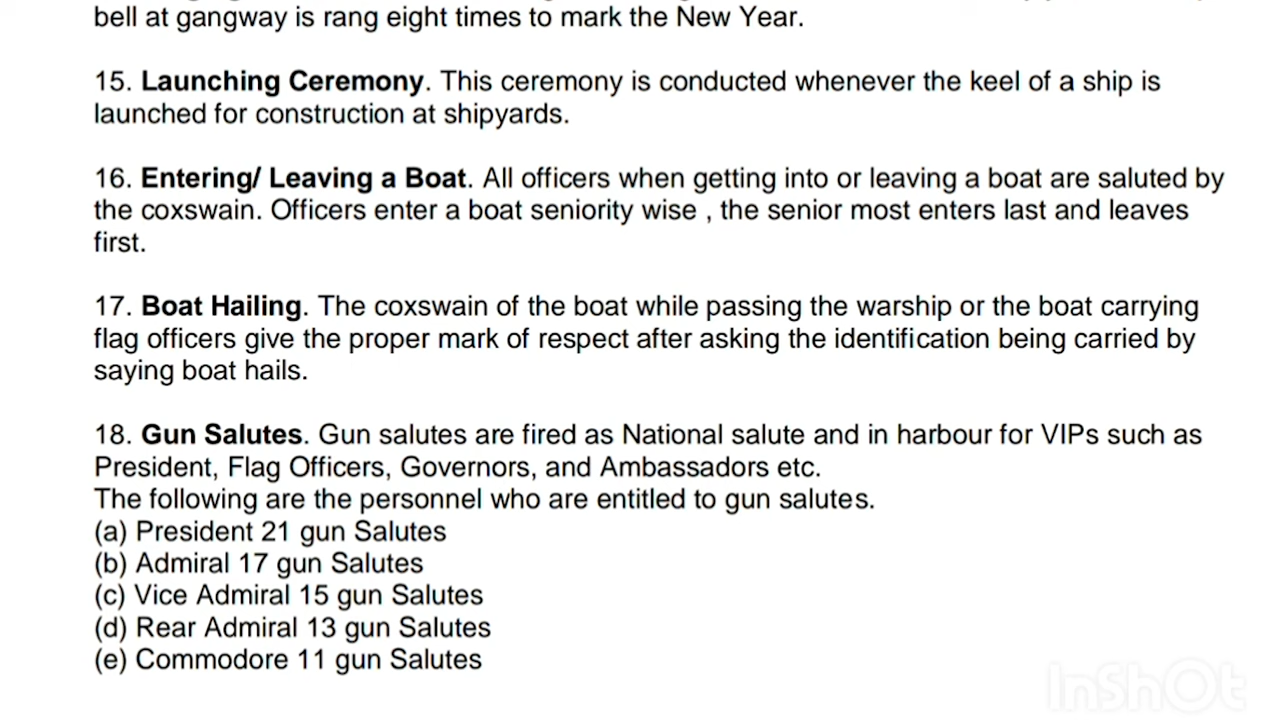 bell at gangway is rang eight times to mark the New Year.
15. Launching Ceremony. This ceremony is conducted whenever the keel of a ship is
launched for construction at shipyards.
16. Entering/ Leaving a Boat. All officers when getting into or leaving a boat are saluted by
the coxswain. Officers enter a boat seniority wise , the senior most enters last and leaves
first.
17. Boat Hailing. The coxswain of the boat while passing the warship or the boat carrying
flag officers give the proper mark of respect after asking the identification being carried by
saying boat hails.
18. Gun Salutes. Gun salutes are fired as National salute and in harbour for VIPs such as
President, Flag Officers, Governors, and Ambassadors etc.
The following are the personnel who are entitled to gun salutes.
(a) President 21 gun Salutes
(b) Admiral 17 gun Salutes
(c) Vice Admiral 15 gun Salutes
(d) Rear Admiral 13 gun Salutes
(e) Commodore 11 gun Salutes
InShOt